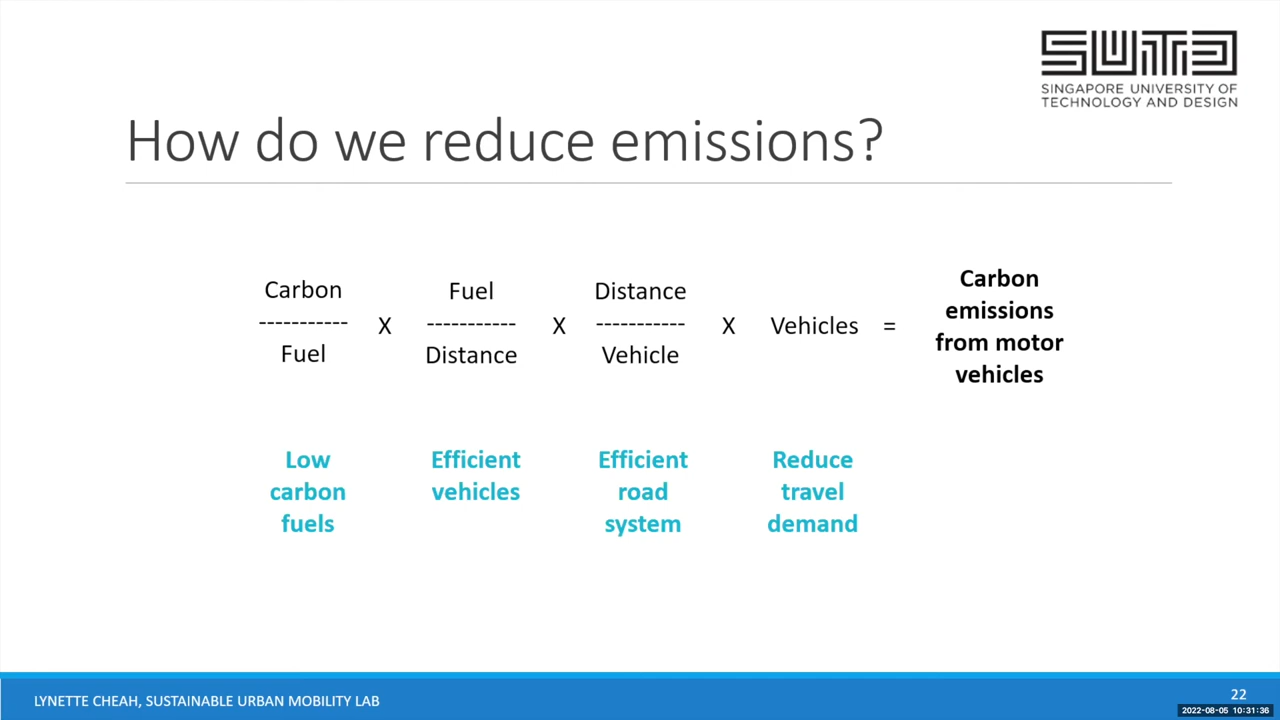 SUTD
SINGAPORE UNIVERSITY OF
TECHNOLOGY AND DESIGN
How do we reduce emissions?
Carbon
-----------
Fuel
X
Fuel
-----------
Distance
X
Distance
-----------
Vehicle
X
Vehicles
=
Carbon
emissions
from motor
vehicles
Low
carbon
fuels
Efficient
vehicles
Efficient
road
system
Reduce
travel
demand
LYNETTE CHEAH, SUSTAINABLE URBAN MOBILITY LAB
22
2022-08-05 10:31:36